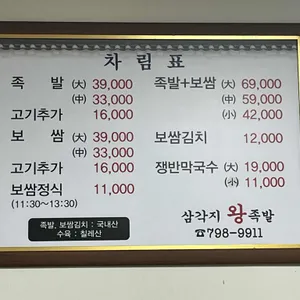 차 림 표
족 발 (大) 39,000
(中) 33,000
고기추가 16,000
보 쌈 (大) 39,000
(中) 33,000
고기추가 16,000
보쌈정식 11,000
(11:30~13:30)
족발, 보쌈김치 : 국내산
수육 : 칠레산
족발+보쌈 (大) 69,000
(中) 59,000
(小) 42,000
보쌈김치 12,000
쟁반막국수 (大) 19,000
(小) 11,000
삼각지 왕족발
☎798-9911